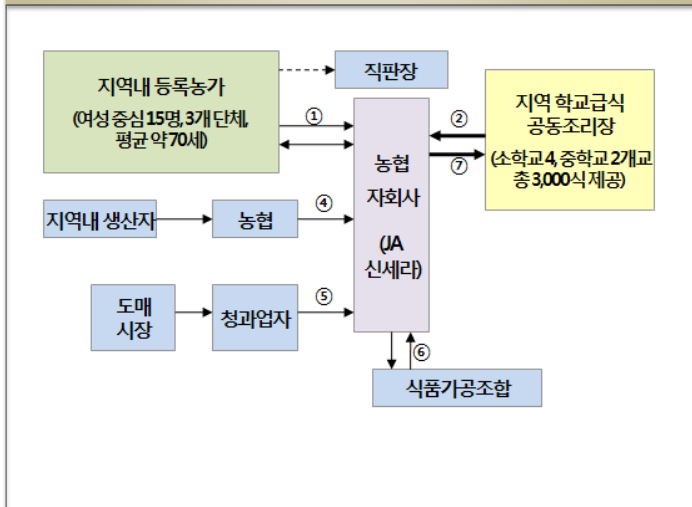 지역내 등록농가
(여성 중심 15명, 3개 단체,
평균 약 70세)
직판장
지역 학교급식
공동조리장
(소학교 4, 중학교 2개교
총 3,000식 제공)
①
②
⑦
농협
자회사
(JA
신세라)
지역내 생산자
농협
④
도매
시장
청과업자
⑤
⑥
식품가공조합